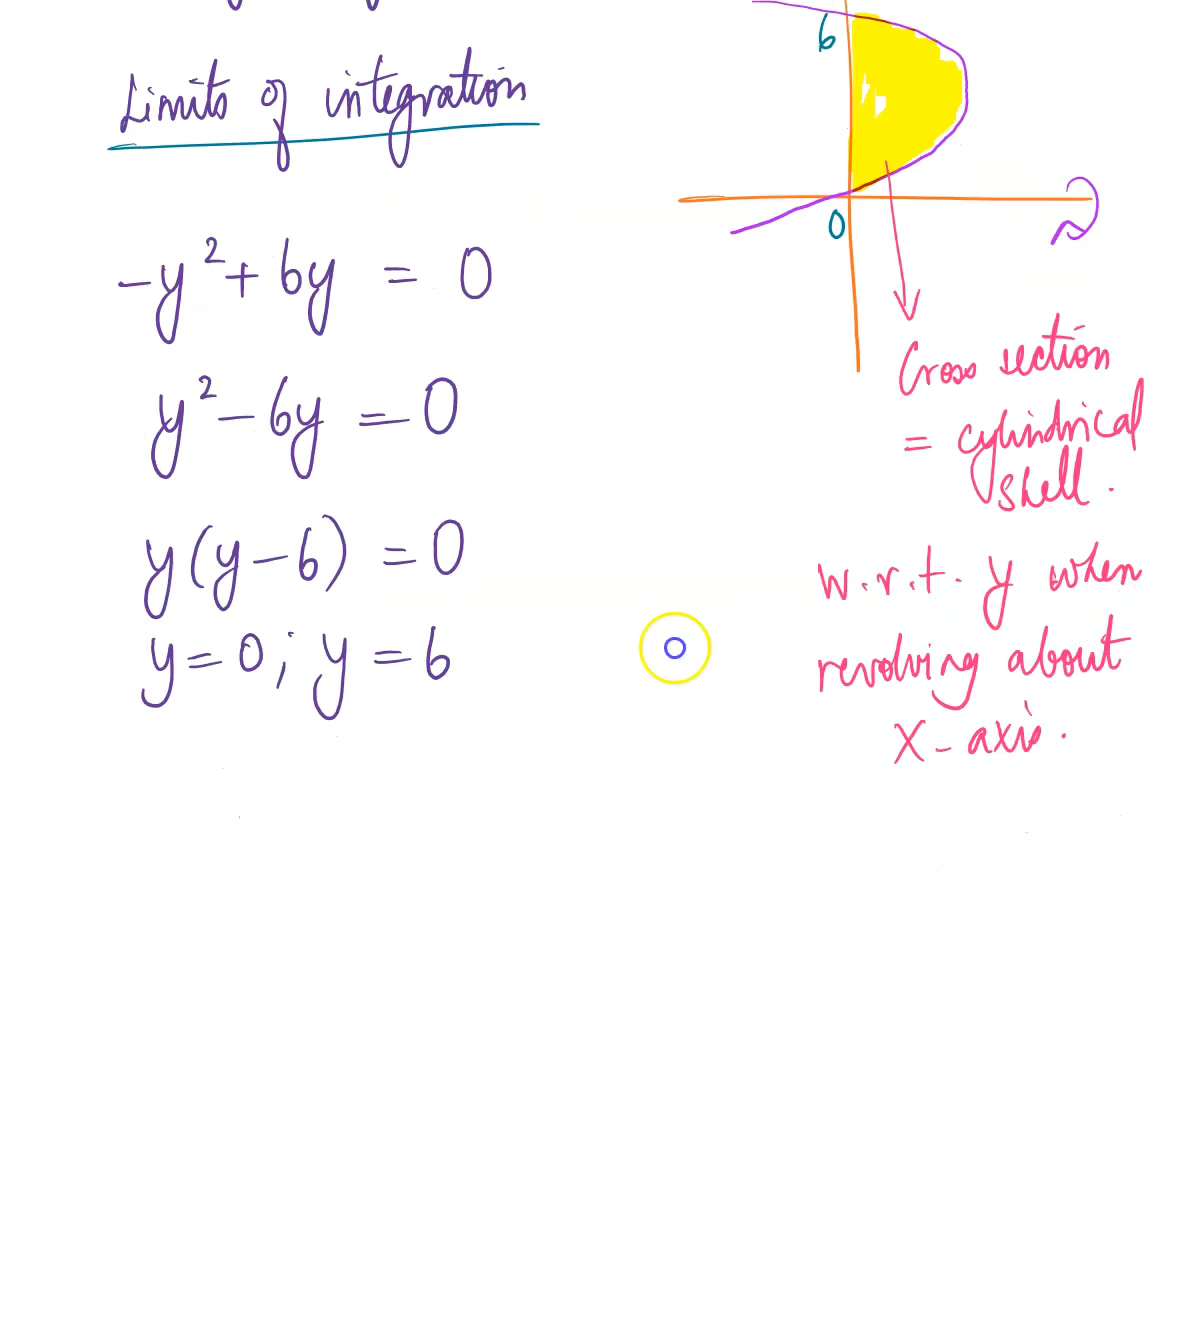 Limits of integration
-y² + 6y = 0
y² - 6y = 0
y(y-6) = 0
y = 0; y = 6
6
0
Cross section
= cylindrical
shell.
w.r.t. y when
revolving about
x-axis.